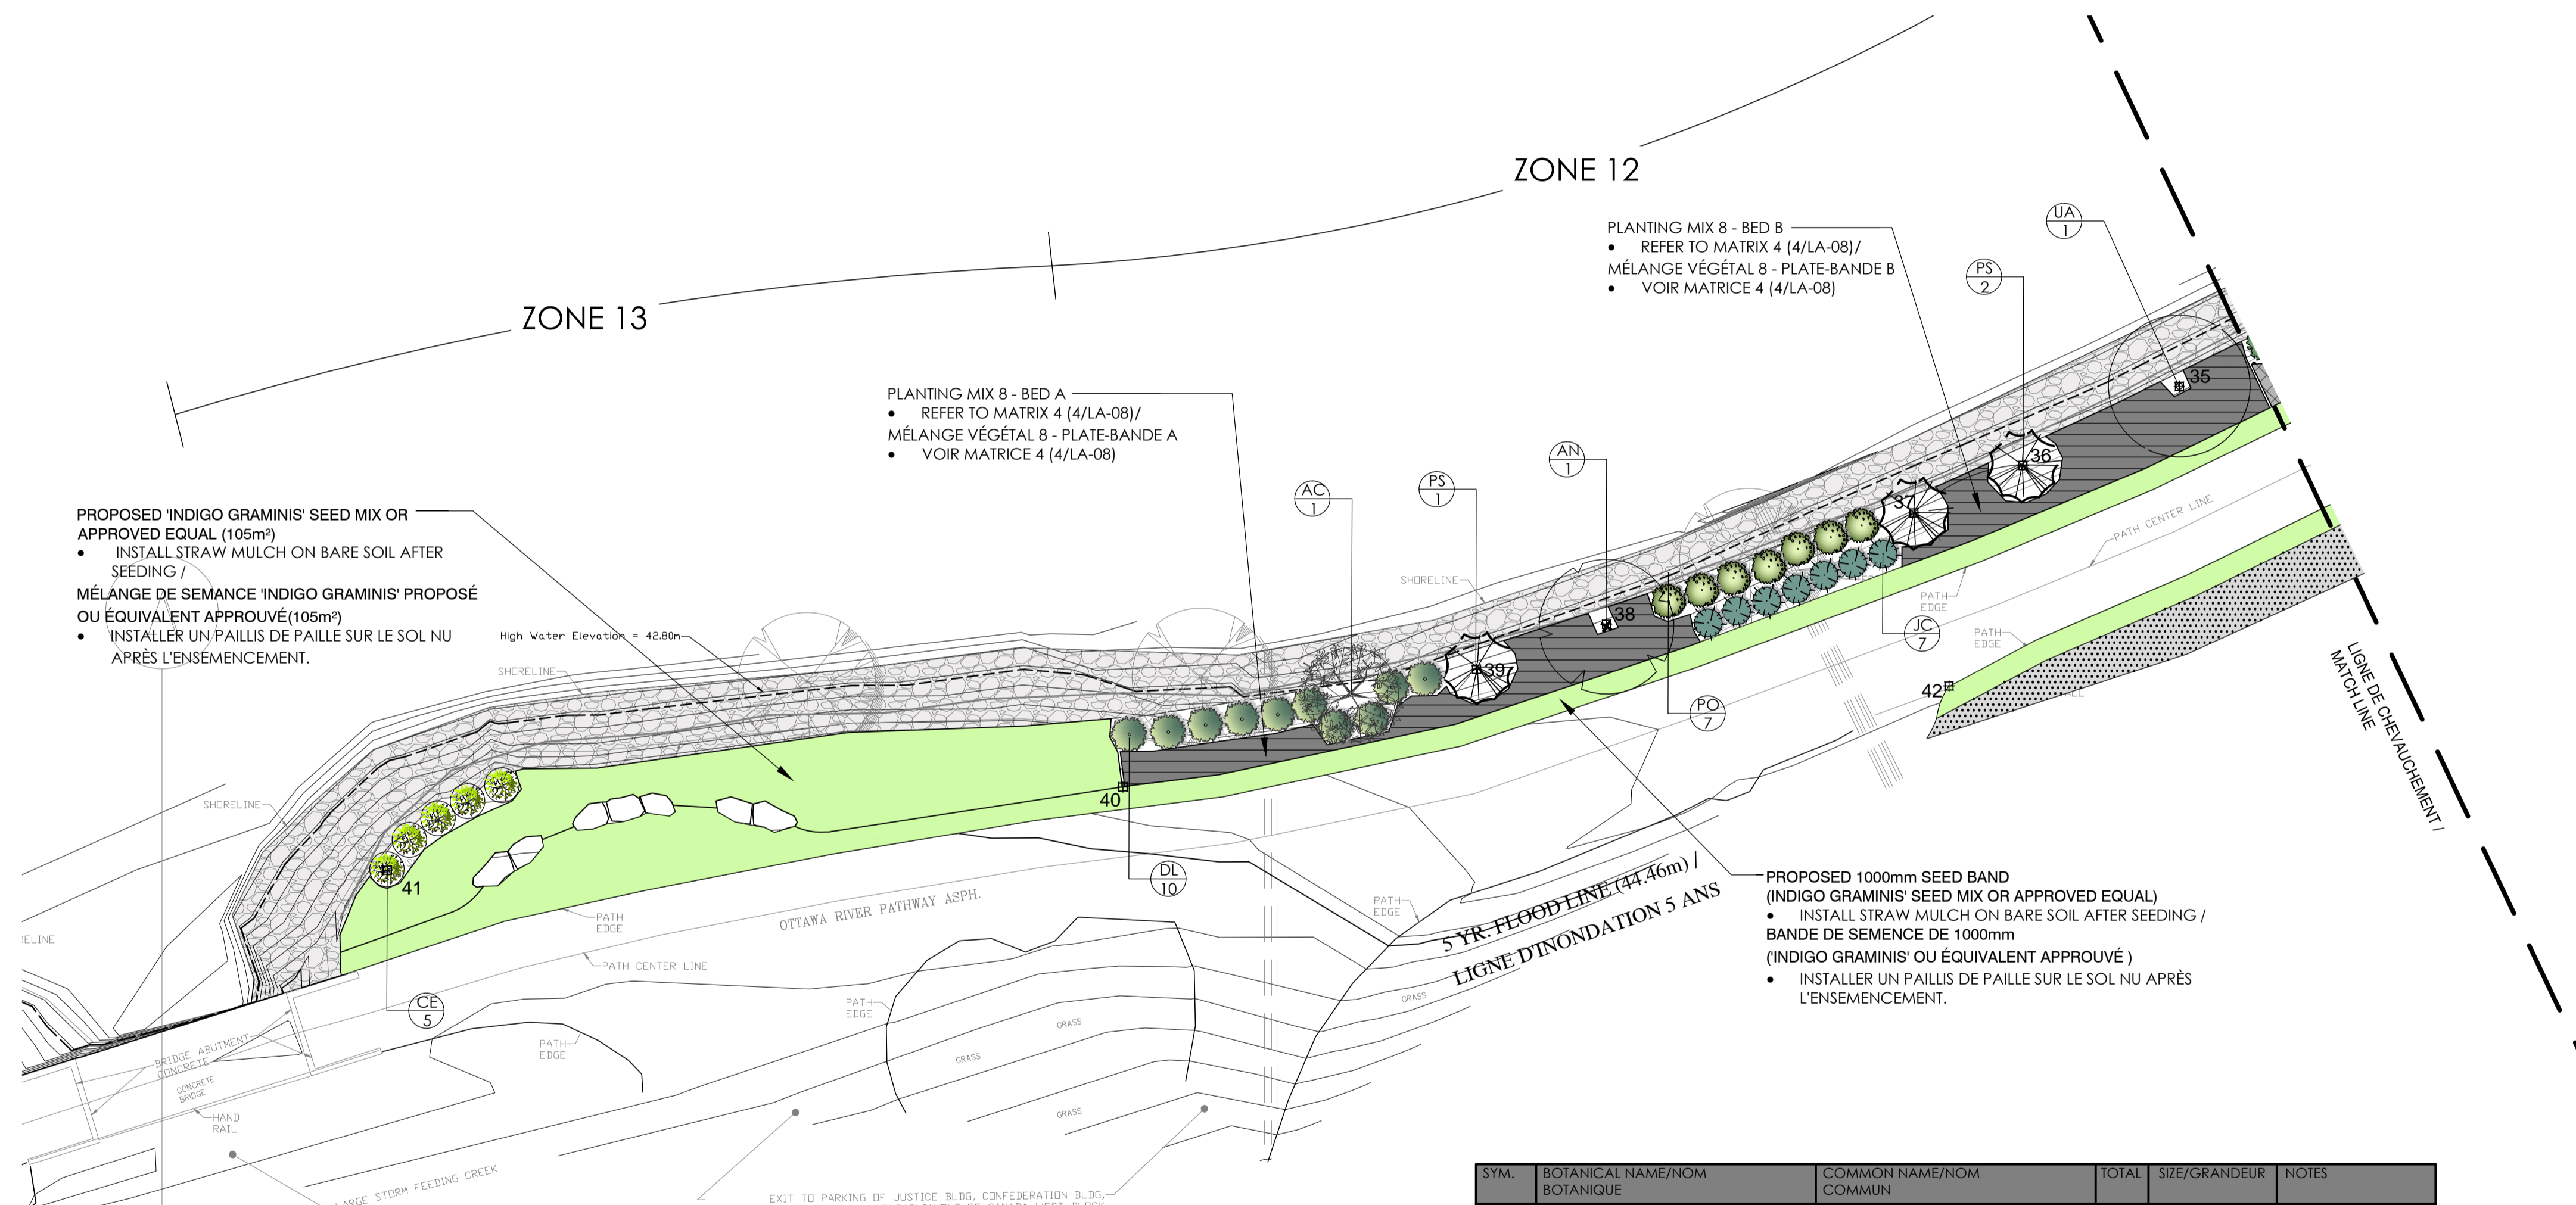 ZONE 12
ZONE 13
PLANTING MIX 8 - BED B
• REFER TO MATRIX 4 (4/LA-08)/
MÉLANGE VÉGÉTAL 8 - PLATE-BANDE B
• VOIR MATRICE 4 (4/LA-08)
UA
1
PS
2
PLANTING MIX 8 - BED A
• REFER TO MATRIX 4 (4/LA-08)/
MÉLANGE VÉGÉTAL 8 - PLATE-BANDE A
• VOIR MATRICE 4 (4/LA-08)
AC
1
PS
1
AN
1
PROPOSED 'INDIGO GRAMINIS' SEED MIX OR
APPROVED EQUAL (105m²)
• INSTALL STRAW MULCH ON BARE SOIL AFTER
SEEDING /
MÉLANGE DE SEMANCE 'INDIGO GRAMINIS' PROPOSÉ
OU ÉQUIVALENT APPROUVÉ(105m²)
• INSTALLER UN PAILLIS DE PAILLE SUR LE SOL NU
APRÈS L'ENSEMENCEMENT.
High Water Elevation = 42.80m
SHORELINE
SHORELINE
SHORELINE
35
36
37
38
39
40
41
42
PATH CENTER LINE
PATH
EDGE
PATH
EDGE
JC
7
PO
7
DL
10
CE
5
LIGNE DE CHEVAUCHEMENT /
MATCH LINE
OTTAWA RIVER PATHWAY ASPH.
PATH
EDGE
PATH CENTER LINE
PATH
EDGE
PATH
EDGE
PATH
EDGE
5 YR. FLOOD LINE (44.46m) /
LIGNE D'INONDATION 5 ANS
GRASS
GRASS
GRASS
GRASS
PROPOSED 1000mm SEED BAND
(INDIGO GRAMINIS' SEED MIX OR APPROVED EQUAL)
• INSTALL STRAW MULCH ON BARE SOIL AFTER SEEDING /
BANDE DE SEMENCE DE 1000mm
('INDIGO GRAMINIS' OU ÉQUIVALENT APPROUVÉ )
• INSTALLER UN PAILLIS DE PAILLE SUR LE SOL NU APRÈS
L'ENSEMENCEMENT.
BRIDGE ABUTMENT
CONCRETE
CONCRETE
BRIDGE
HAND
RAIL
STORM FEEDING CREEK
EXIT TO PARKING OF JUSTICE BLDG, CONFEDERATION BLDG,
SYM.
BOTANICAL NAME/NOM
BOTANIQUE
COMMON NAME/NOM
COMMUN
TOTAL
SIZE/GRANDEUR
NOTES